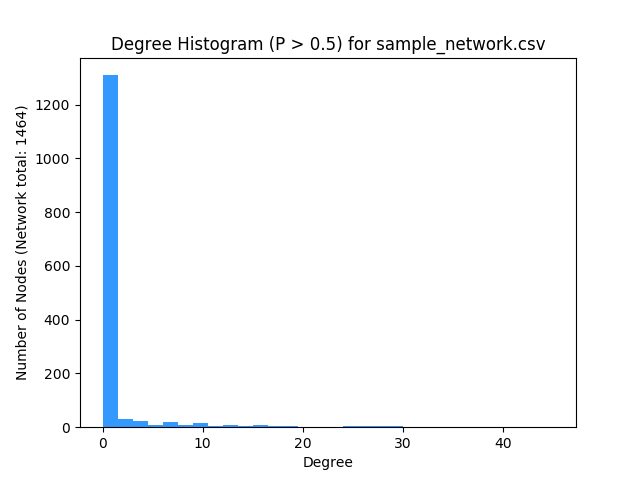 Degree Histogram (P > 0.5) for sample_network.csv
Number of Nodes (Network total: 1464)
1200
1000
800
600
400
200
0
0 10 20 30 40
Degree